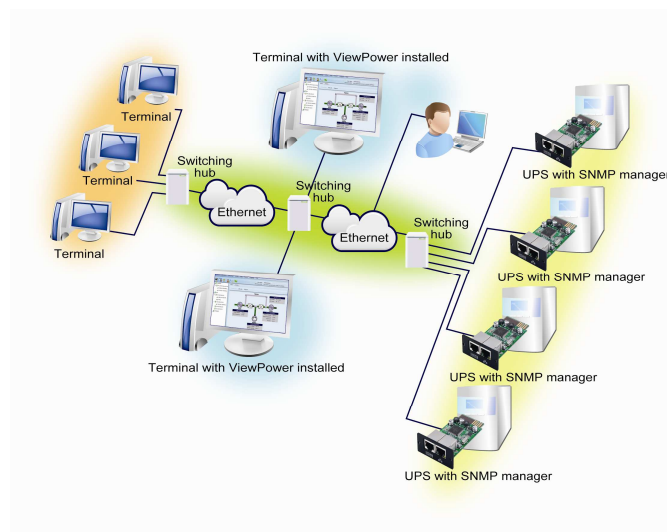 Terminal with ViewPower installed
Terminal
Switching
hub
Terminal
UPS with SNMP manager
Switching
hub
Ethernet
Switching
hub
Ethernet
Terminal
UPS with SNMP manager
Terminal with ViewPower installed
UPS with SNMP manager
UPS with SNMP manager